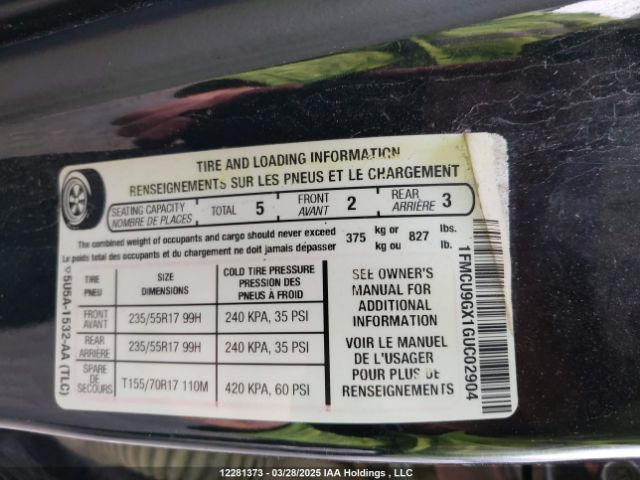 TIRE AND LOADING INFORMATION
RENSEIGNEMENTS SUR LES PNEUS ET LE CHARGEMENT
SEATING CAPACITY
NOMBRE DE PLACES
TOTAL 5
FRONT
AVANT
2
REAR
ARRIÈRE
3
The combined weight of occupants and cargo should never exceed 375 kg or 827 lbs.
Le poids total des occupants et du chargement ne doit jamais dépasser kg ou lb.
TIRE
PNEU
SIZE
DIMENSIONS
COLD TIRE PRESSURE
PRESSION DES
PNEUS À FROID
FRONT
AVANT
235/55R17 99H
240 KPA, 35 PSI
REAR
ARRIÈRE
235/55R17 99H
240 KPA, 35 PSI
SPARE
DE
SECOURS
T155/70R17 110M
420 KPA, 60 PSI
SEE OWNER'S
MANUAL FOR
ADDITIONAL
INFORMATION
VOIR LE MANUEL
DE L'USAGER
POUR PLUS DE
RENSEIGNEMENTS
5U5A-1532-AA (TLC)
1FMCU9GX1GUC02904
12281373 - 03/28/2025 IAA Holdings , LLC